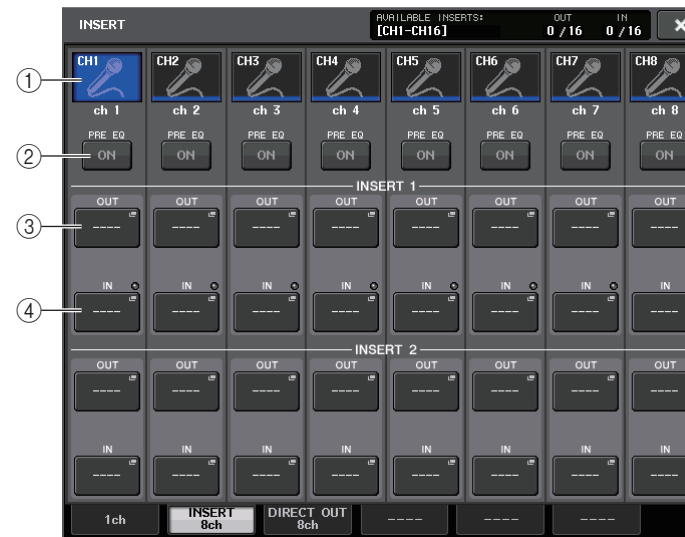 INSERT
AVAILABLE INSERTS: OUT IN
[CH1-CH16] 0 /16 0 /16
CH1 CH2 CH3 CH4 CH5 CH6 CH7 CH8
①
ch 1 ch 2 ch 3 ch 4 ch 5 ch 6 ch 7 ch 8
PRE EQ PRE EQ PRE EQ PRE EQ PRE EQ PRE EQ PRE EQ PRE EQ
② ON ON ON ON ON ON ON ON
INSERT 1
OUT OUT OUT OUT OUT OUT OUT OUT
③ ---- ---- ---- ---- ---- ---- ---- ----
IN IN IN IN IN IN IN IN
④ ---- ---- ---- ---- ---- ---- ---- ----
INSERT 2
OUT OUT OUT OUT OUT OUT OUT OUT
---- ---- ---- ---- ---- ---- ---- ----
IN IN IN IN IN IN IN IN
---- ---- ---- ---- ---- ---- ---- ----
1ch INSERT 8ch DIRECT OUT 8ch ---- ---- ----